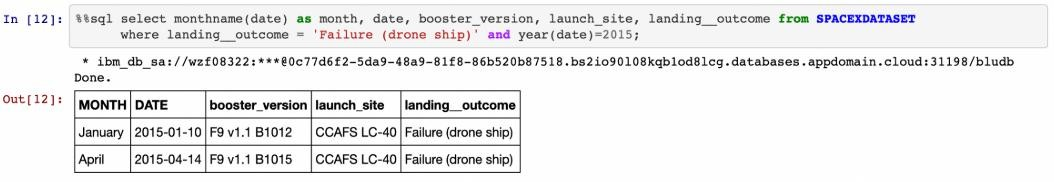 In [12]: %%sql select monthname(date) as month, date, booster_version, launch_site, landing__outcome from SPACEXDATASET
where landing__outcome = 'Failure (drone ship)' and year(date)=2015;
* ibm_db_sa://wzf08322:***@0c77d6f2-5da9-48a9-81f8-86b520b87518.bs2io90l08kqb1od8lcg.databases.appdomain.cloud:31198/bludb
Done.
Out[12]:
MONTH DATE booster_version launch_site landing__outcome
January 2015-01-10 F9 v1.1 B1012 CCAFS LC-40 Failure (drone ship)
April 2015-04-14 F9 v1.1 B1015 CCAFS LC-40 Failure (drone ship)